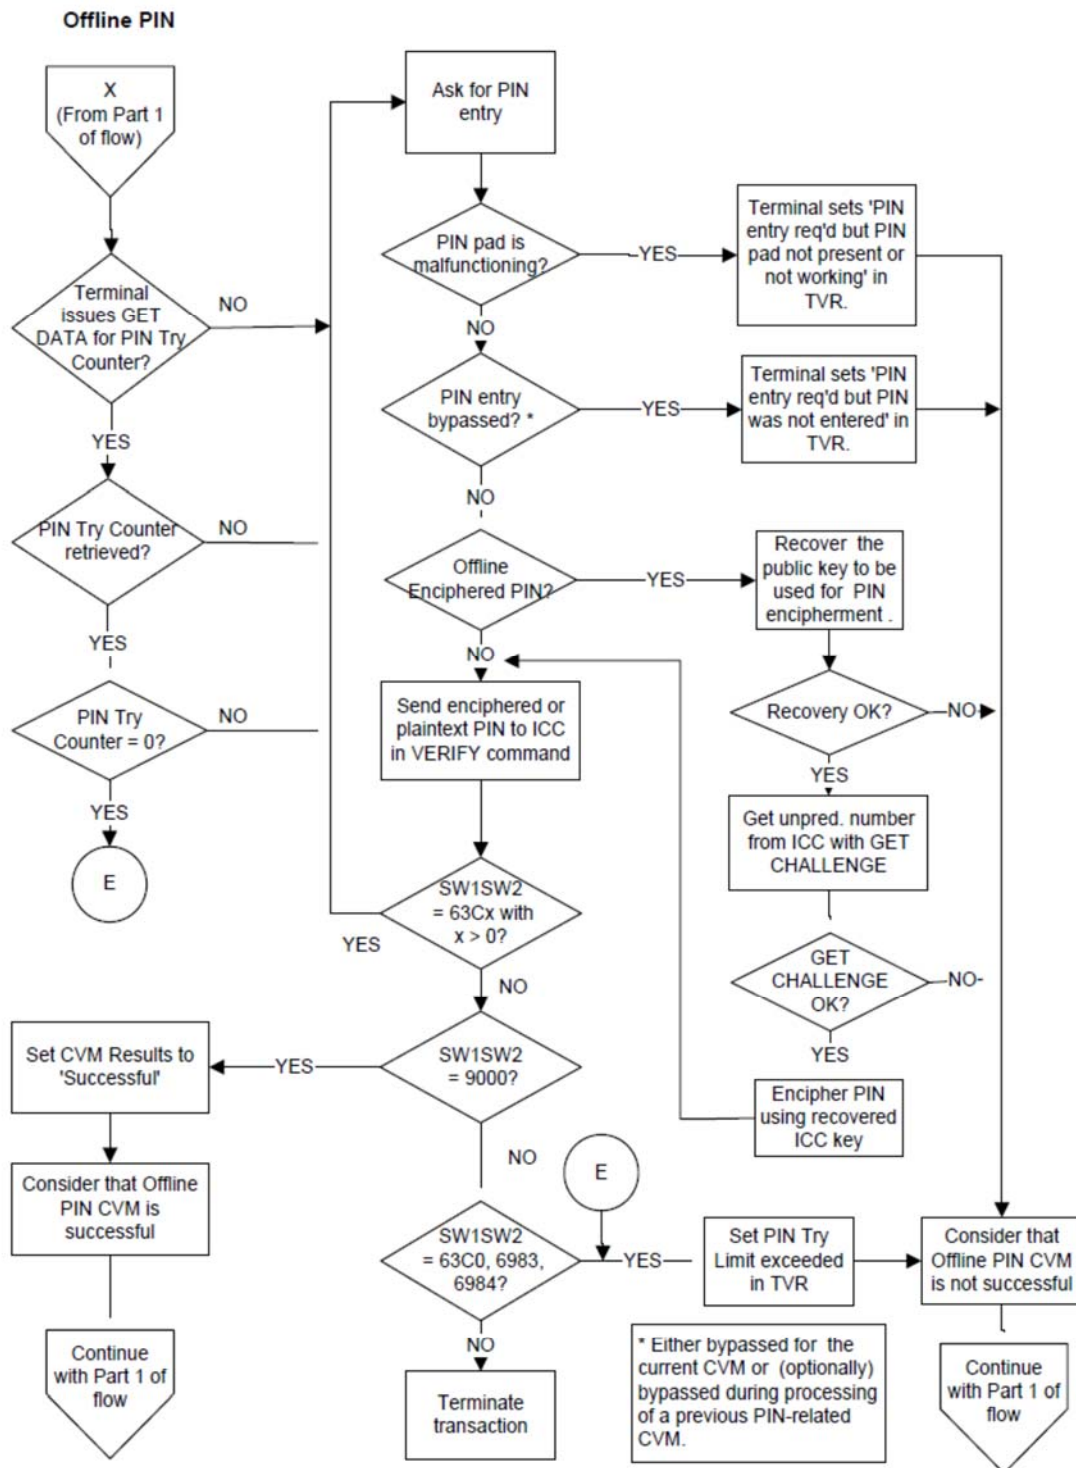 Offline PIN
X
(From Part 1
of flow)
Terminal
issues GET
DATA for PIN Try
Counter?
NO
YES
PIN Try Counter
retrieved?
NO
YES
PIN Try
Counter = 0?
NO
YES
E
Ask for PIN
entry
PIN pad is
malfunctioning?
YES
Terminal sets 'PIN
entry req'd but PIN
pad not present or
not working' in
TVR.
NO
PIN entry
bypassed? *
YES
Terminal sets 'PIN
entry req'd but PIN
was not entered' in
TVR.
NO
Offline
Enciphered PIN?
YES
Recover the
public key to be
used for PIN
encipherment .
NO
Recovery OK?
NO
YES
Get unpred. number
from ICC with GET
CHALLENGE
GET
CHALLENGE
OK?
NO-
YES
Encipher PIN
using recovered
ICC key
Send enciphered or
plaintext PIN to ICC
in VERIFY command
SW1SW2
= 63Cx with
x > 0?
YES
NO
SW1SW2
= 9000?
YES
Set CVM Results to
'Successful'
Consider that Offline
PIN CVM is
successful
Continue
with Part 1 of
flow
NO
E
SW1SW2
= 63C0, 6983,
6984?
YES
Set PIN Try
Limit exceeded
in TVR
Consider that
Offline PIN CVM
is not successful
NO
Terminate
transaction
* Either bypassed for the
current CVM or (optionally)
bypassed during processing
of a previous PIN-related
CVM.
Continue
with Part 1 of
flow